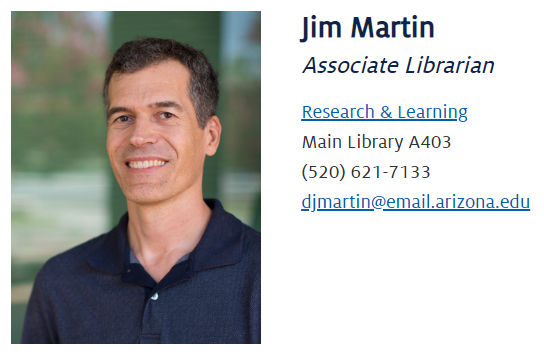 Jim Martin
Associate Librarian
Research & Learning
Main Library A403
(520) 621-7133
djmartin@email.arizona.edu